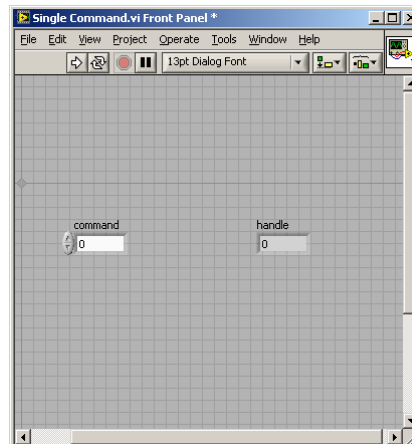 Single Command.vi Front Panel *
File Edit View Project Operate Tools Window Help
13pt Dialog Font
command
handle
0
0